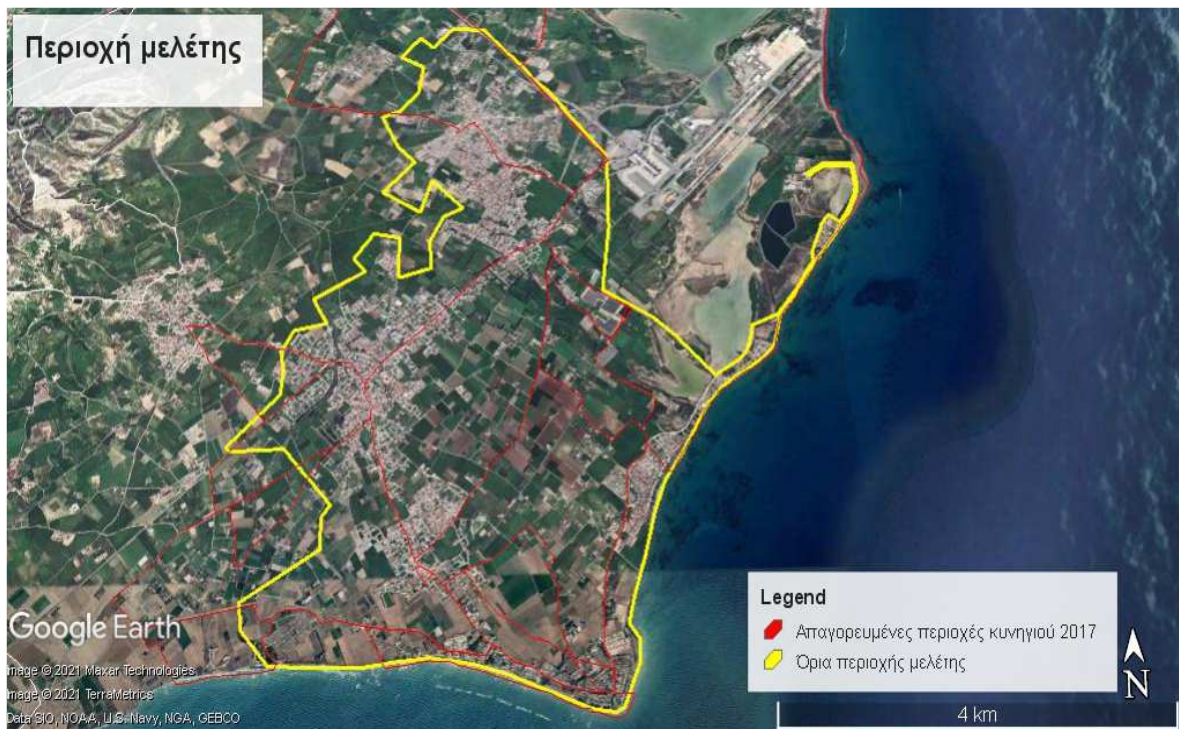 Περιοχή μελέτης
Legend
Απαγορευμένες περιοχές κυνηγιού 2017
Όρια περιοχής μελέτης
N
4 km
Google Earth
Image © 2021 Maxar Technologies
Image © 2021 TerraMetrics
Data SIO, NOAA, U.S. Navy, NGA, GEBCO